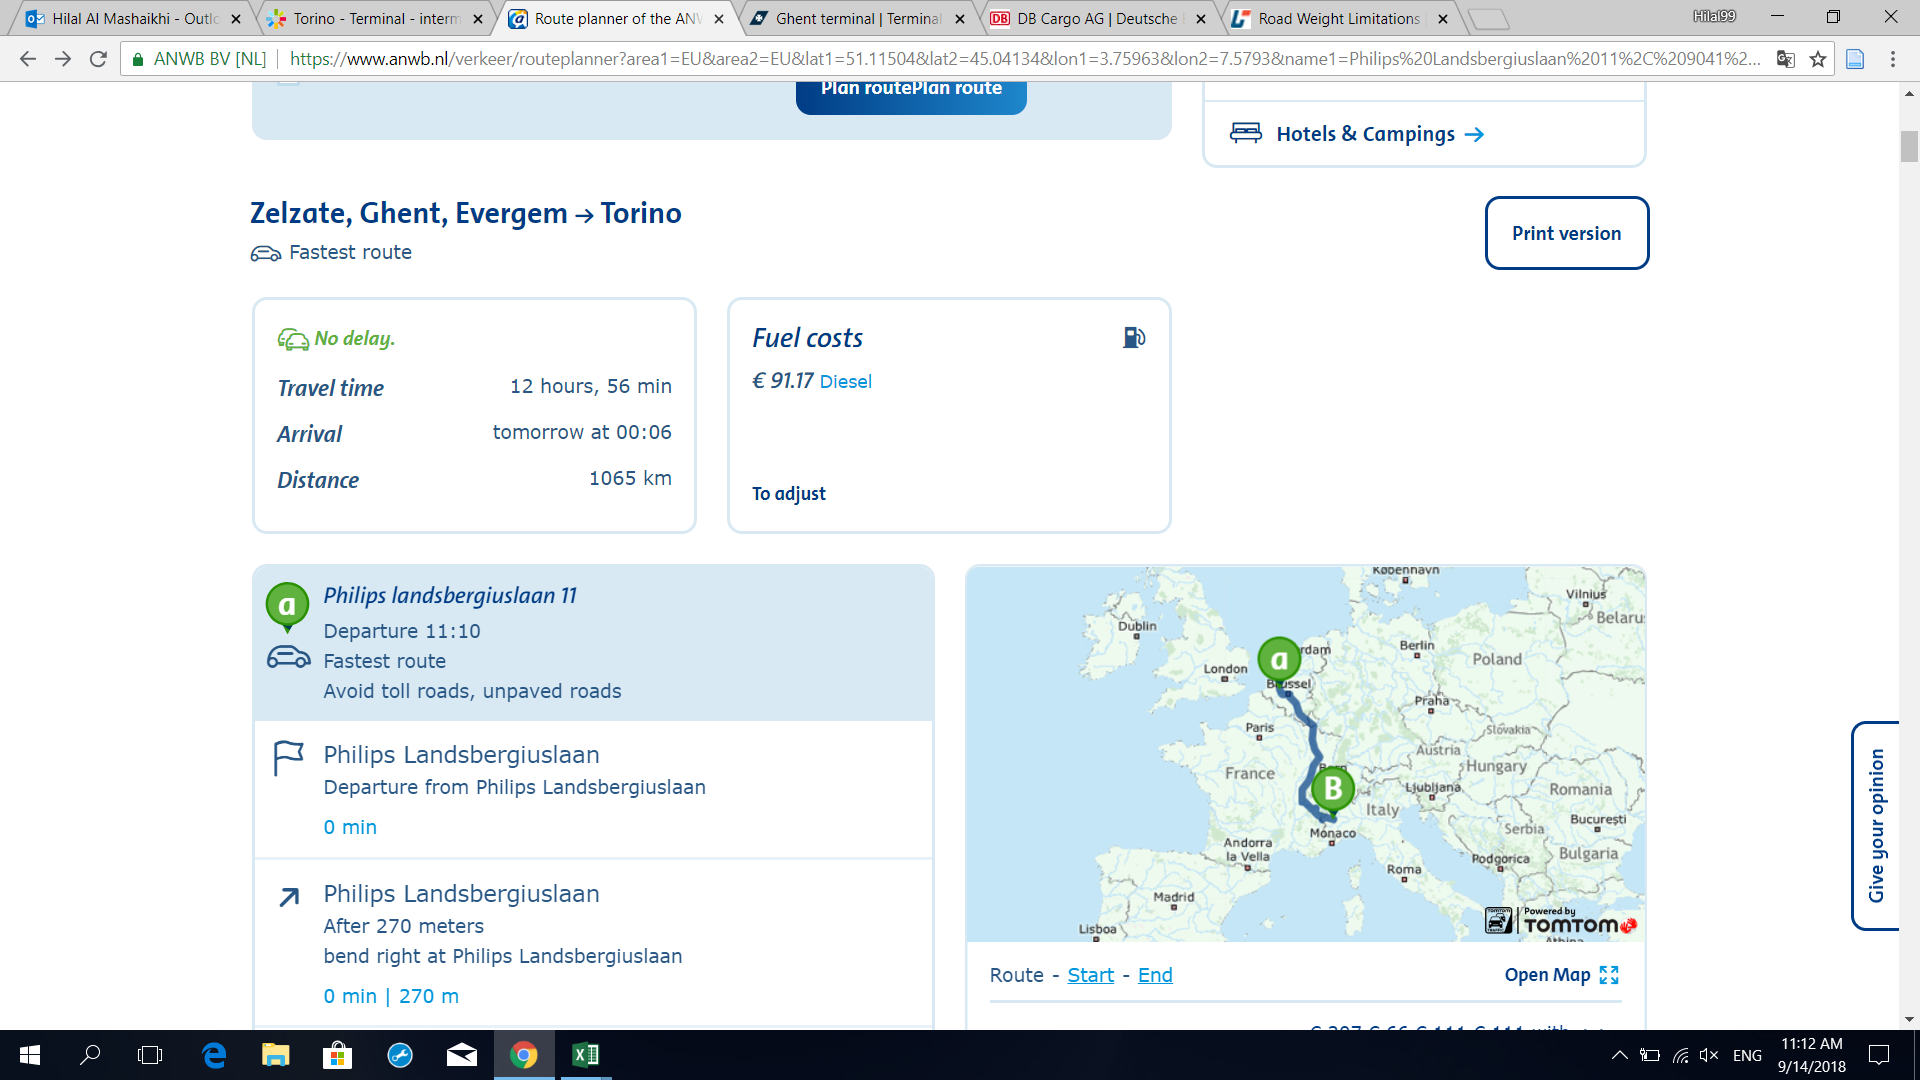 Hilal Al Mashaikhi - Outlo
Torino - Terminal - interm
Route planner of the ANW
Ghent terminal | Terminal
DB Cargo AG | Deutsche
Road Weight Limitations
Hilal99
ANWB BV [NL] | https://www.anwb.nl/verkeer/routeplanner?area1=EU&area2=EU&lat1=51.11504&lat2=45.04134&lon1=3.75963&lon2=7.5793&name1=Philips%20Landsbergiuslaan%2011%2C%209041%2...
Plan routePlan route
Hotels & Campings
Zelzate, Ghent, Evergem → Torino
Fastest route
Print version
No delay.
Travel time 12 hours, 56 min
Arrival tomorrow at 00:06
Distance 1065 km
Fuel costs
€ 91.17 Diesel
To adjust
a
Philips landsbergiuslaan 11
Departure 11:10
Fastest route
Avoid toll roads, unpaved roads
Philips Landsbergiuslaan
Departure from Philips Landsbergiuslaan
0 min
Philips Landsbergiuslaan
After 270 meters
bend right at Philips Landsbergiuslaan
0 min | 270 m
København
Vilnius
Belaru
Dublin
Berlin
a
rdam
Poland
London
Brussel
Praha
Paris
Slovakia
Austria
Hungary
France
B
Ljubljana
Romania
Italy
Bucureşti
Serbia
Monaco
Andorra
la Vella
Podgorica
Bulgaria
Roma
Madrid
Lisboa
Powered by
TOMTOM
Route - Start - End
Open Map
Give your opinion
ENG
11:12 AM
9/14/2018